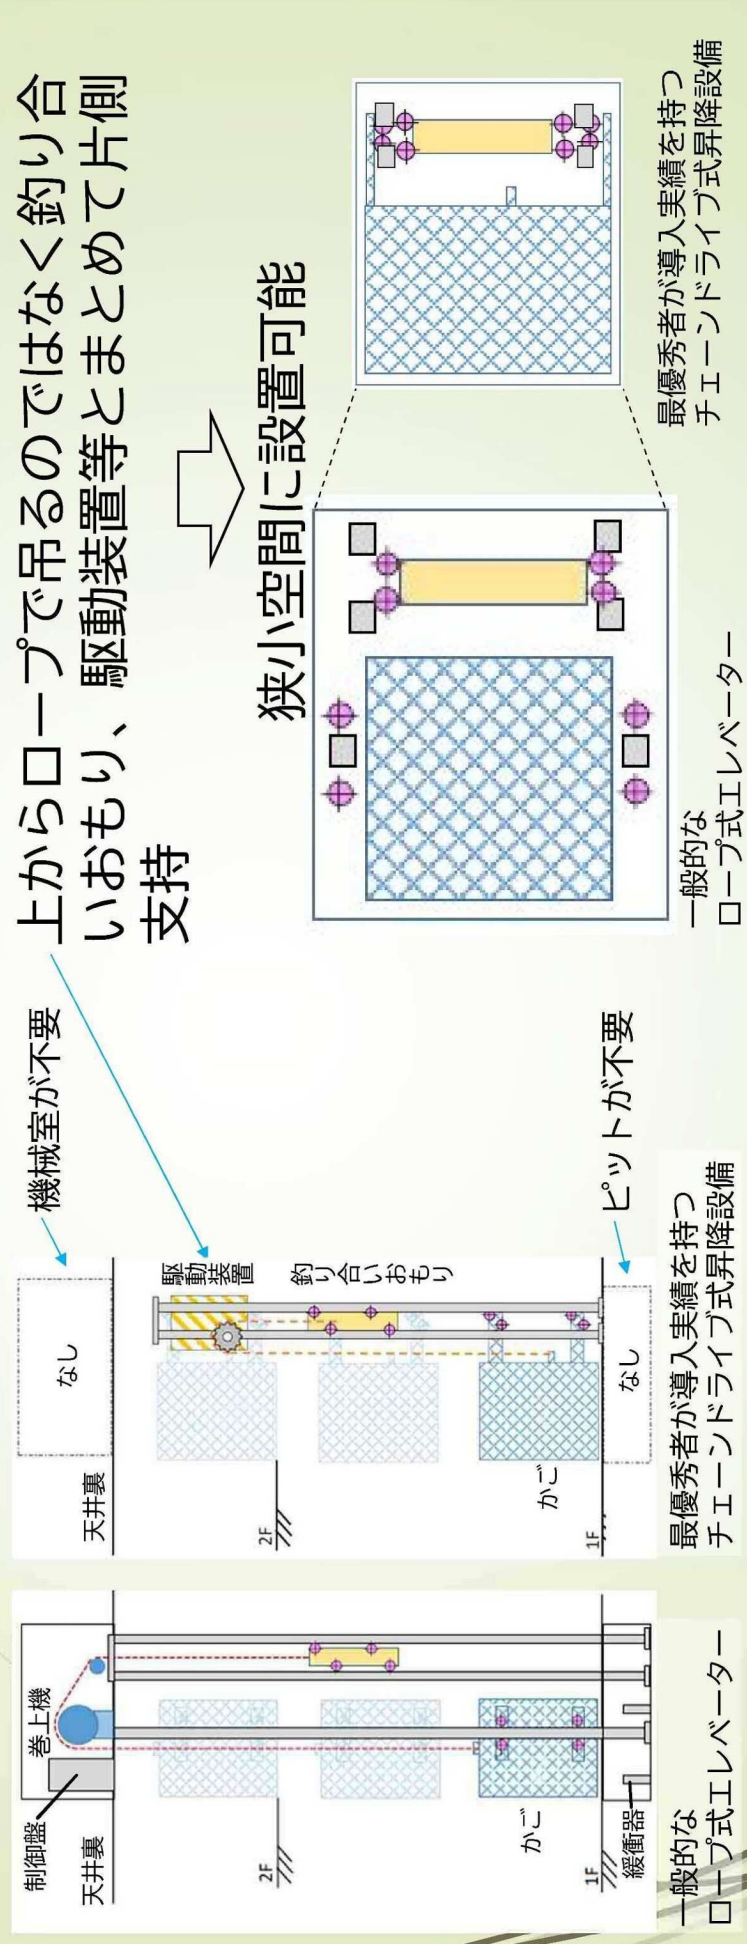 制御盤
巻上機
天井裏
2F
かご
1F
緩衝器
一般的な
ロープ式エレベーター
なし
機械室が不要
天井裏
駆動装置
釣り合いおもり
2F
かご
1F
なし
ピットが不要
最優秀者が導入実績を持つ
チェーンドライブ式昇降設備
上からロープで吊るのではなく釣り合
いおもり、駆動装置等とまとめて片側
支持
狭小空間に設置可能
一般的な
ロープ式エレベーター
最優秀者が導入実績を持つ
チェーンドライブ式昇降設備